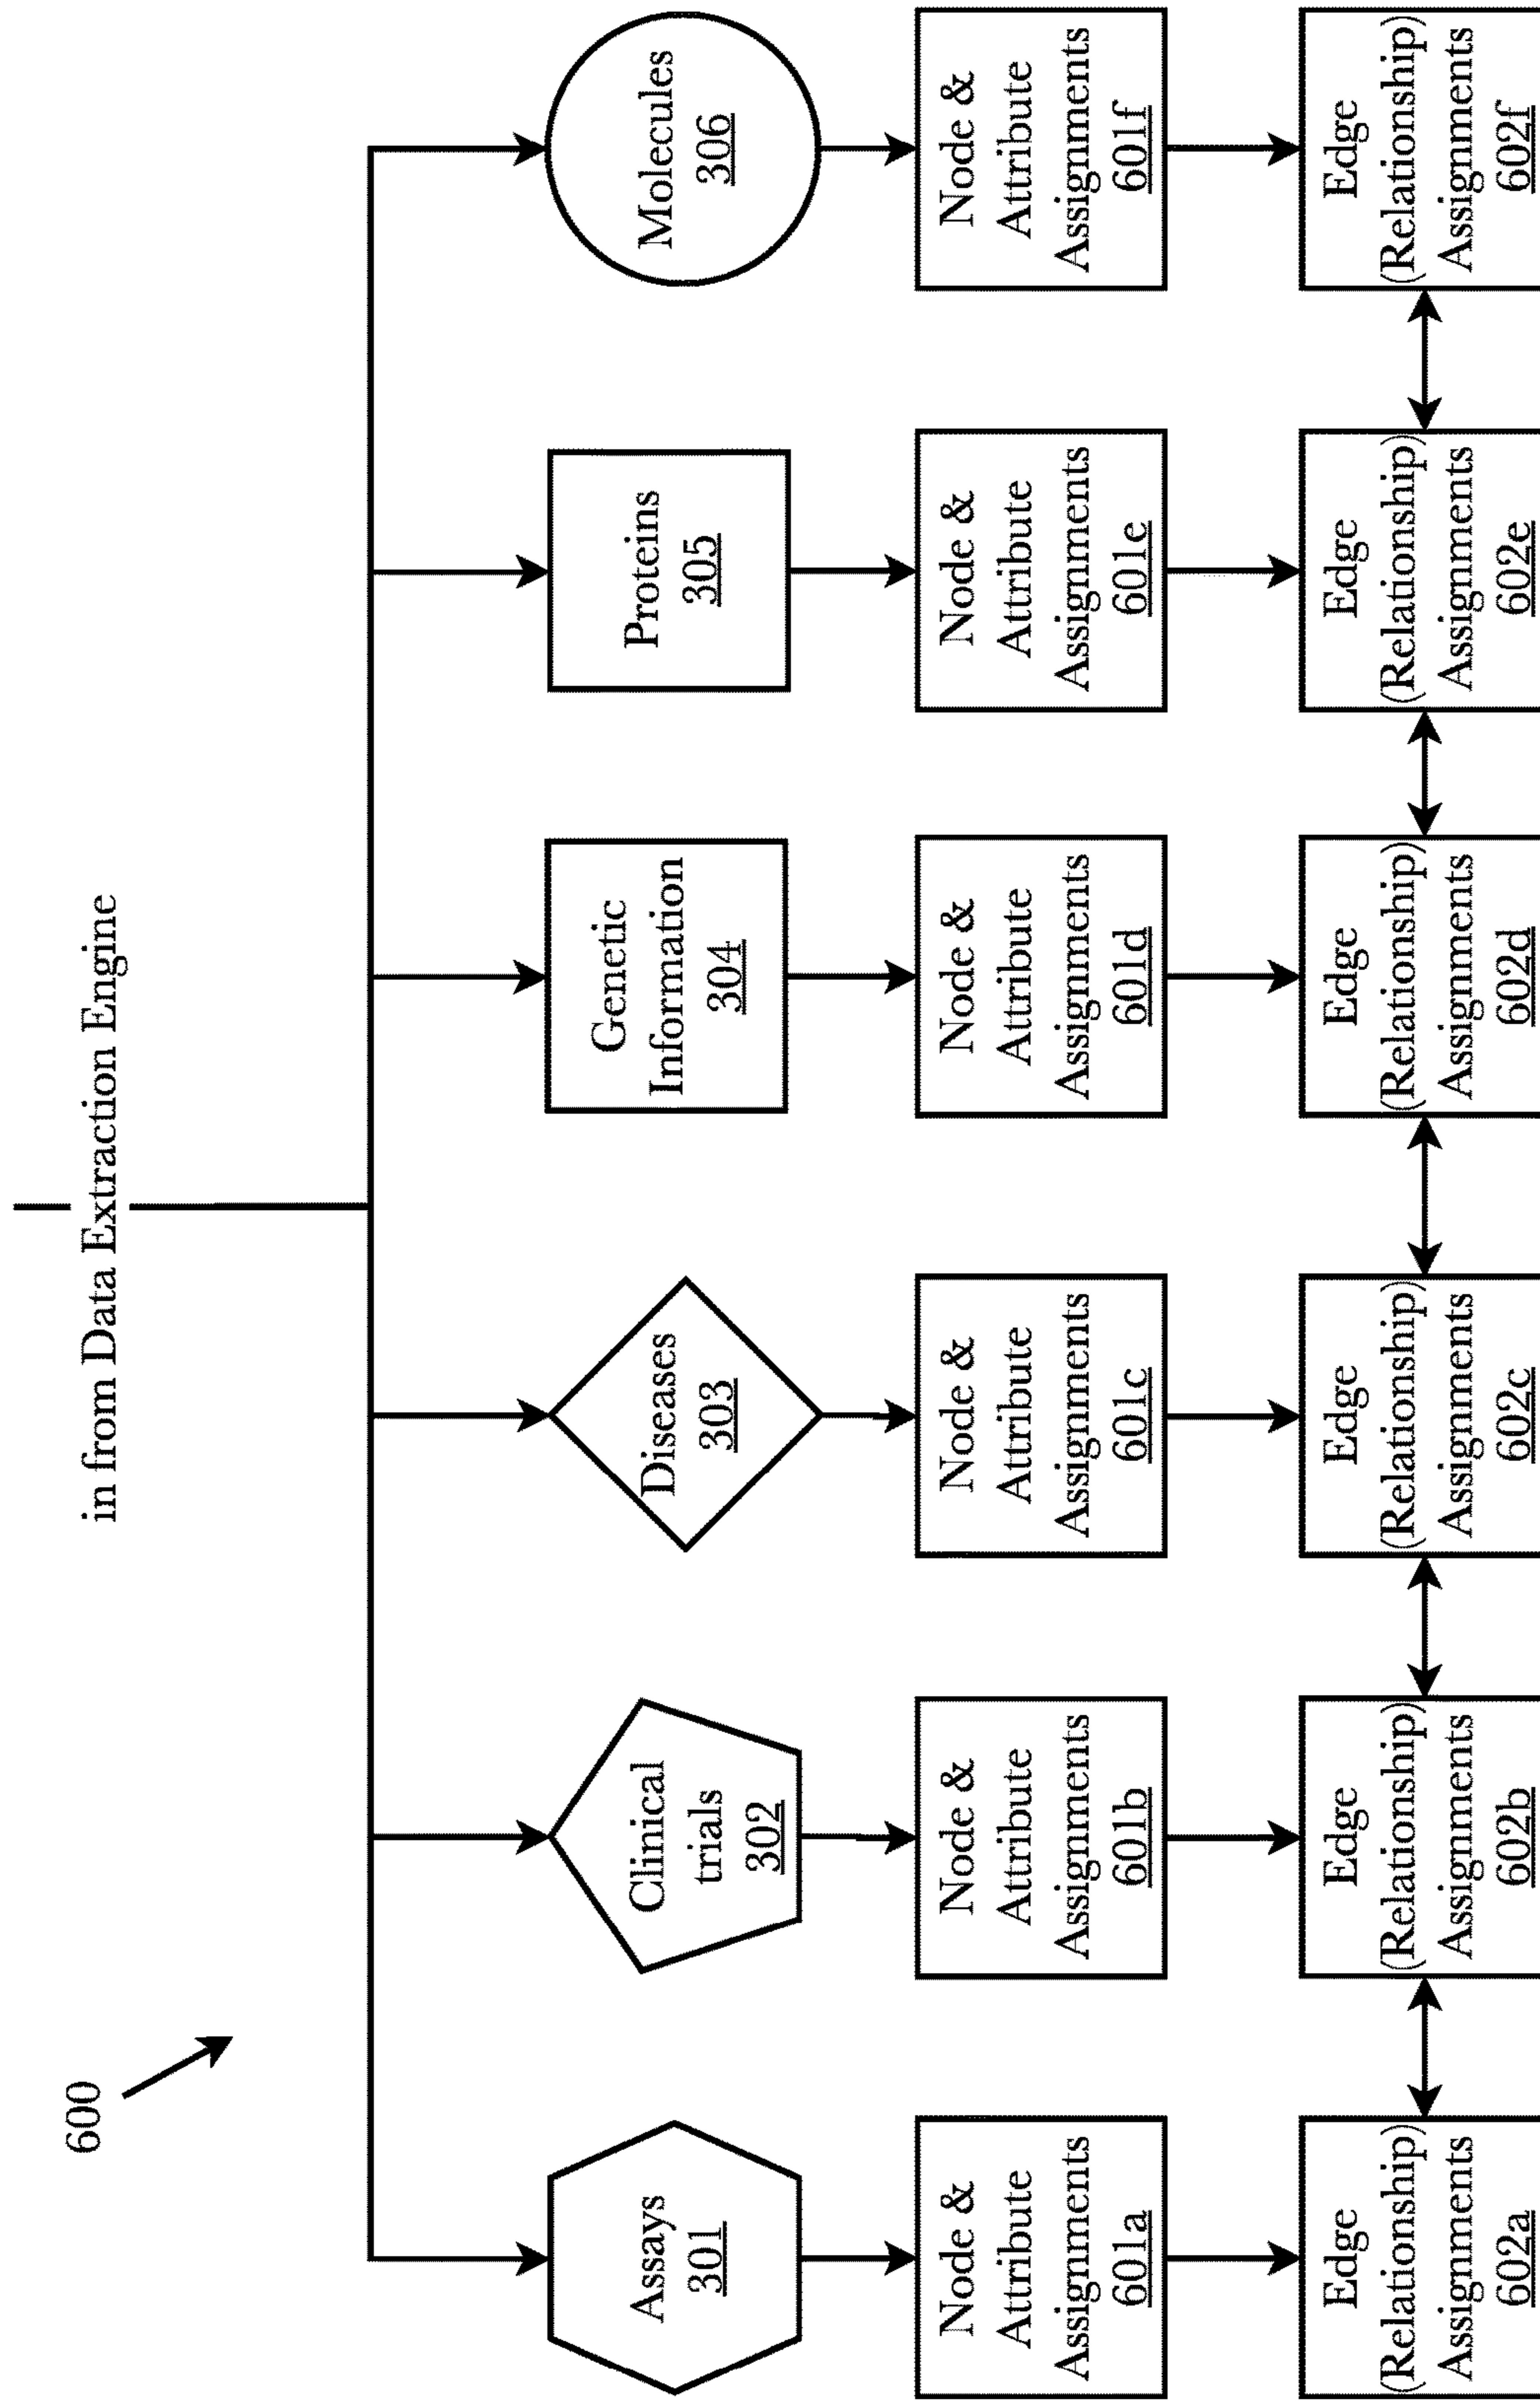 600
in from Data Extraction Engine
Assays
301
Clinical
trials
302
Diseases
303
Genetic
Information
304
Proteins
305
Molecules
306
Node &
Attribute
Assignments
601a
Node &
Attribute
Assignments
601b
Node &
Attribute
Assignments
601c
Node &
Attribute
Assignments
601d
Node &
Attribute
Assignments
601e
Node &
Attribute
Assignments
601f
Edge
(Relationship)
Assignments
602a
Edge
(Relationship)
Assignments
602b
Edge
(Relationship)
Assignments
602c
Edge
(Relationship)
Assignments
602d
Edge
(Relationship)
Assignments
602e
Edge
(Relationship)
Assignments
602f